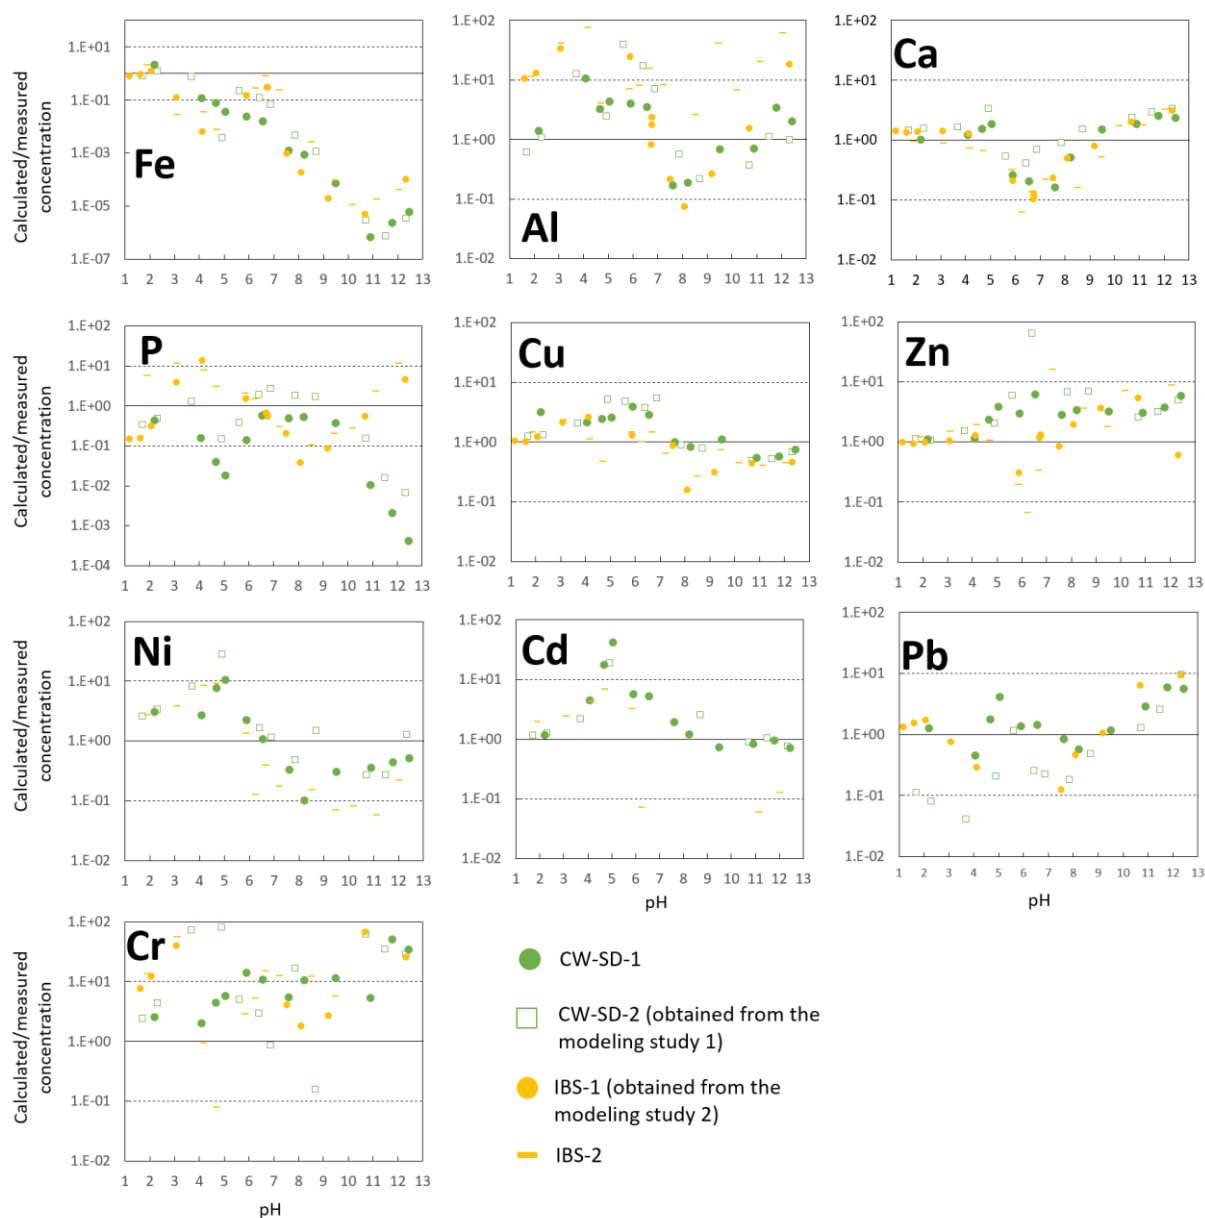 Calculated/measured
concentration
1.E+01
1.E-01
1.E-03
1.E-05
1.E-07
Fe
1 2 3 4 5 6 7 8 9 10 11 12 13
1.E+02
1.E+01
1.E+00
1.E-01
1.E-02
Al
1 2 3 4 5 6 7 8 9 10 11 12 13
1.E+02
1.E+01
1.E+00
1.E-01
1.E-02
Ca
1 2 3 4 5 6 7 8 9 10 11 12 13
Calculated/measured
concentration
1.E+02
1.E+01
1.E+00
1.E-01
1.E-02
1.E-03
1.E-04
P
1 2 3 4 5 6 7 8 9 10 11 12 13
1.E+02
1.E+01
1.E+00
1.E-01
1.E-02
Cu
1 2 3 4 5 6 7 8 9 10 11 12 13
1.E+02
1.E+01
1.E+00
1.E-01
1.E-02
Zn
1 2 3 4 5 6 7 8 9 10 11 12 13
Calculated/measured
concentration
1.E+02
1.E+01
1.E+00
1.E-01
1.E-02
Ni
1 2 3 4 5 6 7 8 9 10 11 12 13
1.E+02
1.E+01
1.E+00
1.E-01
1.E-02
Cd
1 2 3 4 5 6 7 8 9 10 11 12 13
pH
1.E+02
1.E+01
1.E+00
1.E-01
1.E-02
Pb
1 2 3 4 5 6 7 8 9 10 11 12 13
pH
Calculated/measured
concentration
1.E+02
1.E+01
1.E+00
1.E-01
1.E-02
Cr
1 2 3 4 5 6 7 8 9 10 11 12 13
pH
CW-SD-1
CW-SD-2 (obtained from the
modeling study 1)
IBS-1 (obtained from the
modeling study 2)
IBS-2